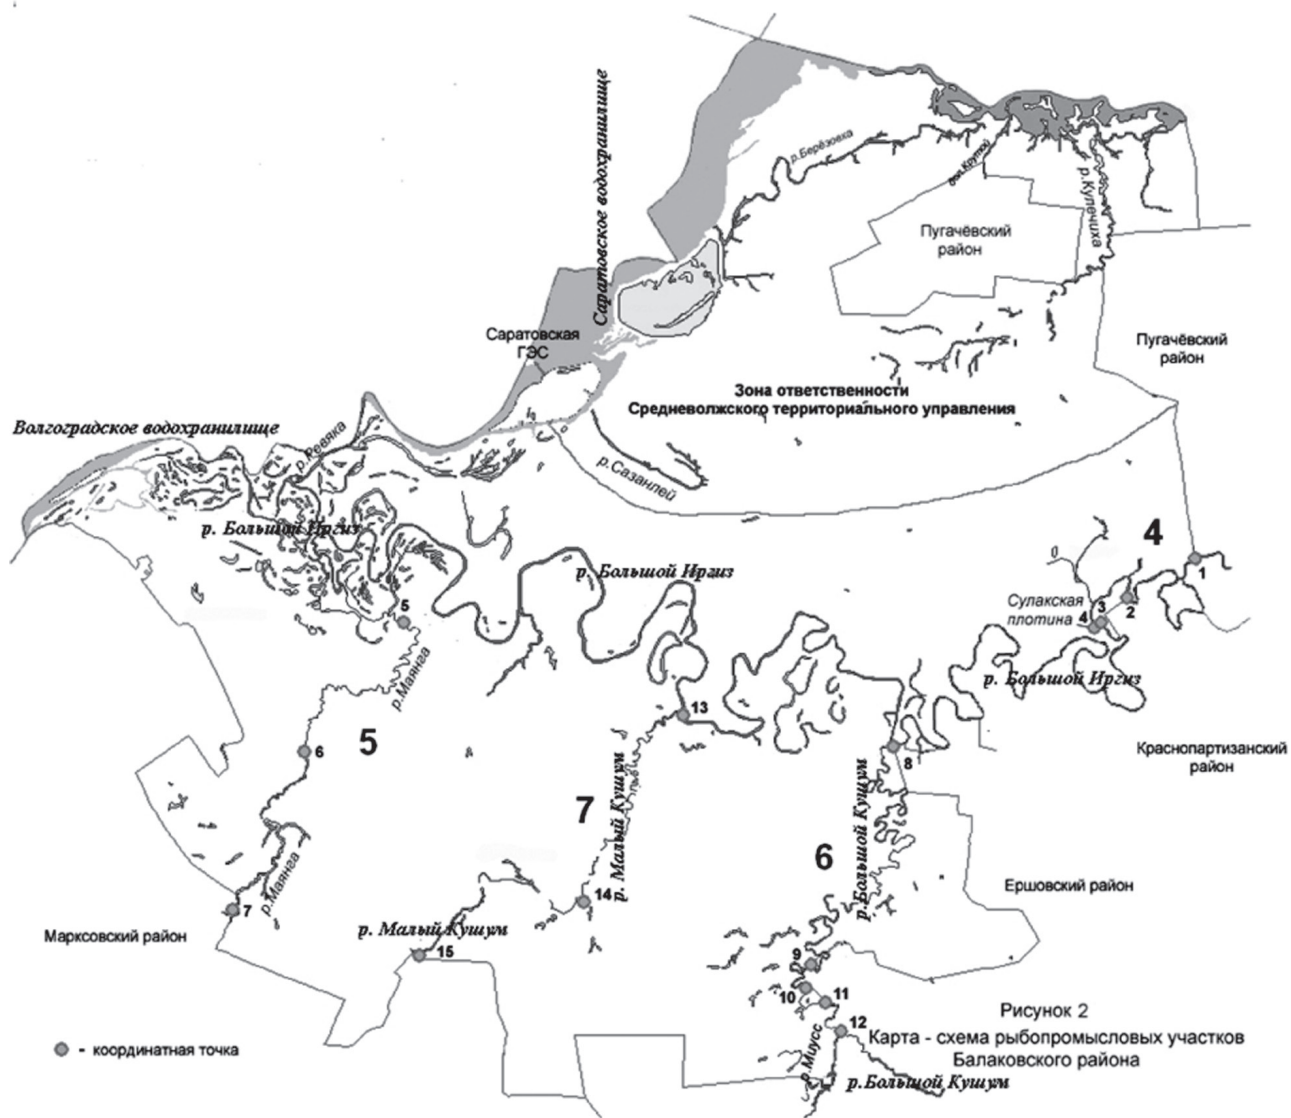 Саратовское водохранилище
р.Берёзовка
р.Кулечиха
Пугачёвский
район
Саратовская
ГЭС
Пугачёвский
район
Зона ответственности
Средневолжского территориального управления
Волгоградское водохранилище
р.Ревяка
р.Сазанлей
р. Большой Иргиз
р. Большой Иргиз
4
1
2
3
4
Сулакская
плотина
р. Большой Иргиз
5
р.Маянга
13
5
6
8
Краснопартизанский
район
р. Малый Кушум
7
р.Большой Кушум
6
Ершовский район
р.Маянга
7
14
Марксовский район
р. Малый Кушум
15
9
10
11
12
р.Миусс
р.Большой Кушум
- координатная точка
Рисунок 2
Карта - схема рыбопромысловых участков
Балаковского района